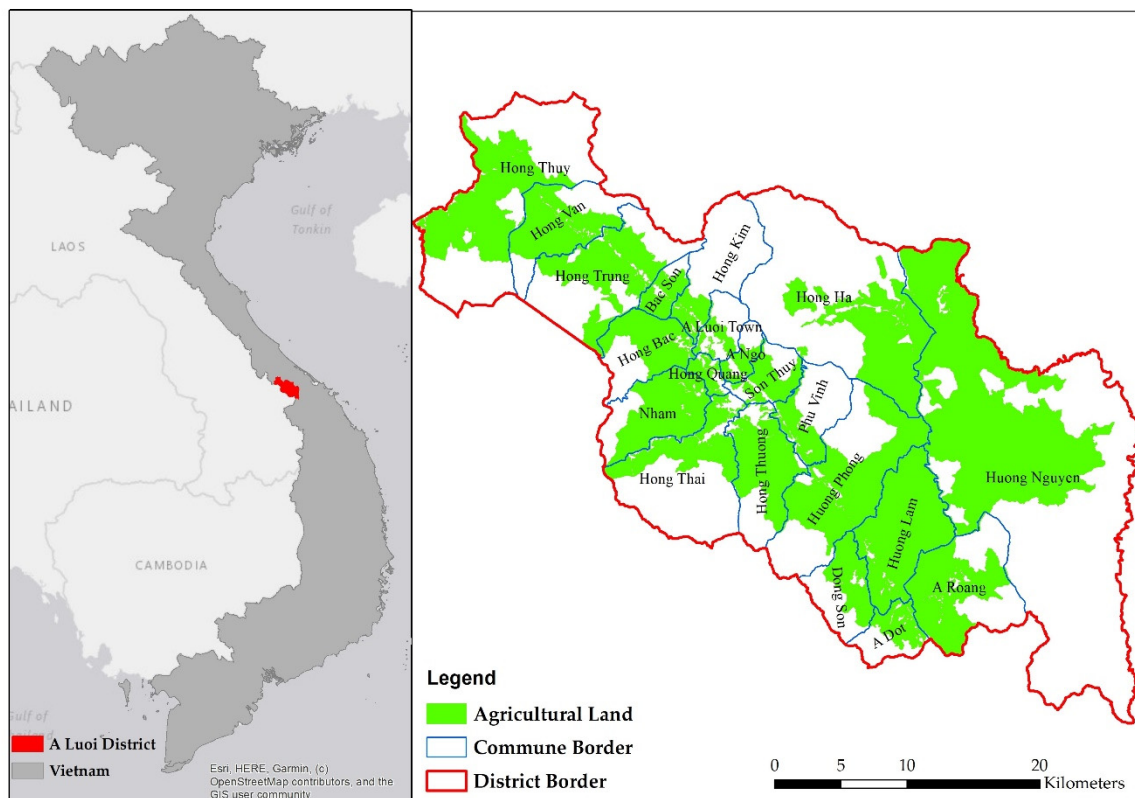 Gulf of
Tonkin
LAOS
AILAND
CAMBODIA
Gulf of
A Luoi District
Vietnam
Esri, HERE, Garmin, (c)
OpenStreetMap contributors, and the
GIS user community
Hong Thuy
Hong Van
Hong Trung
Bac Son
Hong Kim
Hong Ha
A Luoi Town
Hong Bac
A Ngo
Hong Quang
Son Thuy
Nham
Phu Vinh
Hong Thai
Hong Thuong
Huong Phong
Huong Nguyen
Huong Lam
Dong Son
A Roang
A Dot
Legend
Agricultural Land
Commune Border
District Border
0 5 10 20
Kilometers